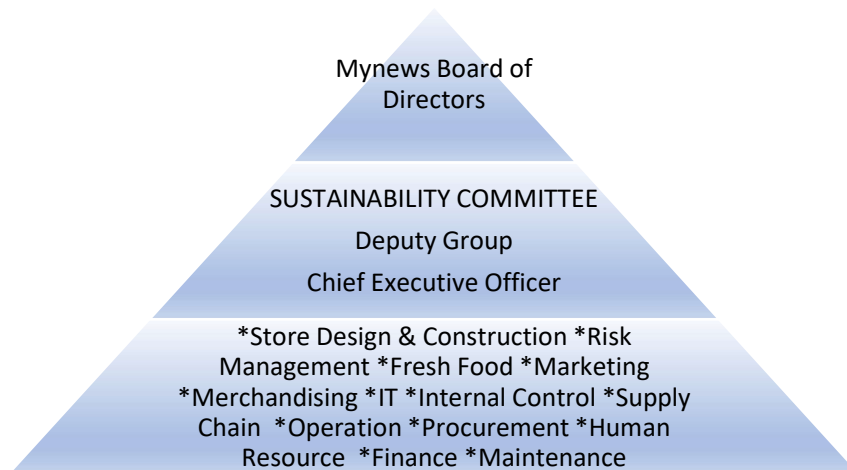 Mynews Board of
Directors
SUSTAINABILITY COMMITTEE
Deputy Group
Chief Executive Officer
*Store Design & Construction *Risk
Management *Fresh Food *Marketing
*Merchandising *IT *Internal Control *Supply
Chain  *Operation *Procurement *Human
Resource  *Finance *Maintenance